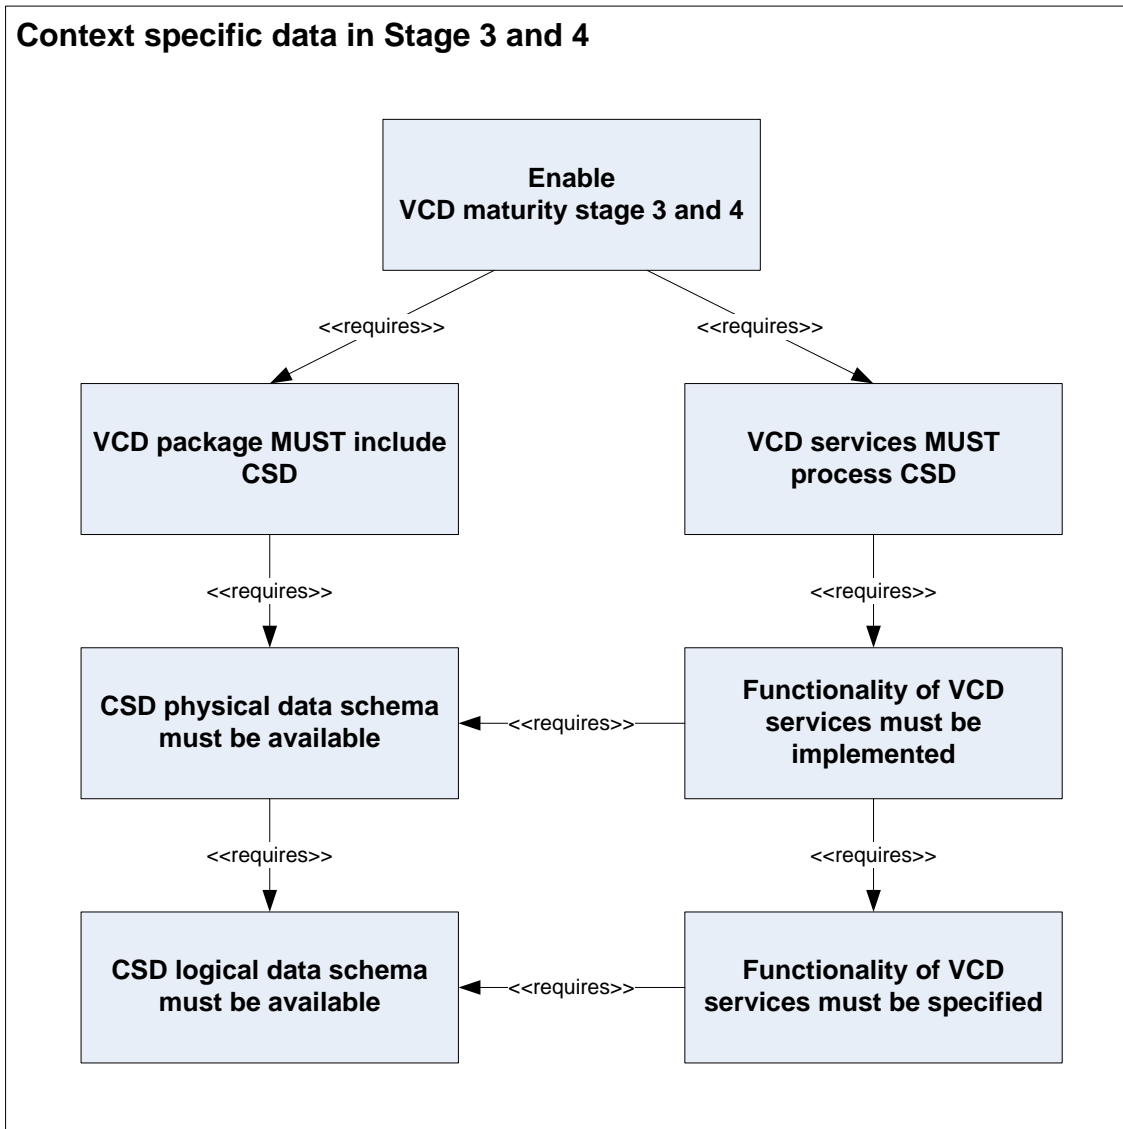 Context specific data in Stage 3 and 4
Enable
VCD maturity stage 3 and 4
<<requires>>
<<requires>>
VCD package MUST include
CSD
VCD services MUST
process CSD
<<requires>>
<<requires>>
CSD physical data schema
must be available
<<requires>>
Functionality of VCD
services must be
implemented
<<requires>>
<<requires>>
CSD logical data schema
must be available
<<requires>>
Functionality of VCD
services must be specified